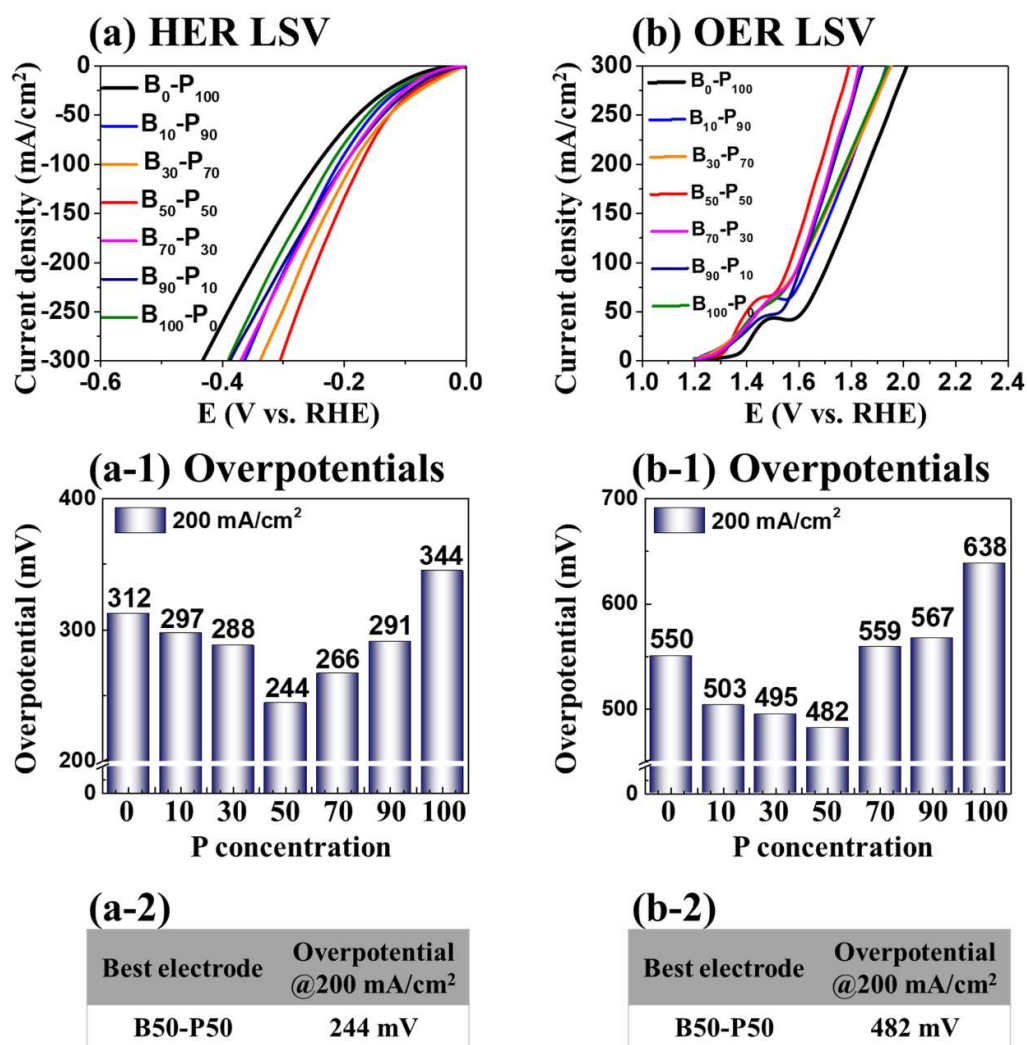 (a) HER LSV
Current density (mA/cm²)
0
-50
-100
-150
-200
-250
-300
B₀-P₁₀₀
B₁₀-P₉₀
B₃₀-P₇₀
B₅₀-P₅₀
B₇₀-P₃₀
B₉₀-P₁₀
B₁₀₀-P₀
-0.6 -0.4 -0.2 0.0
E (V vs. RHE)
(b) OER LSV
Current density (mA/cm²)
300
250
200
150
100
50
0
B₀-P₁₀₀
B₁₀-P₉₀
B₃₀-P₇₀
B₅₀-P₅₀
B₇₀-P₃₀
B₉₀-P₁₀
B₁₀₀-P₀
1.0 1.2 1.4 1.6 1.8 2.0 2.2 2.4
E (V vs. RHE)
(a-1) Overpotentials
Overpotential (mV)
400
300
200
0
200 mA/cm²
312 297 288 244 266 291 344
0 10 30 50 70 90 100
P concentration
(b-1) Overpotentials
Overpotential (mV)
700
600
500
0
200 mA/cm²
550 503 495 482 559 567 638
0 10 30 50 70 90 100
P concentration
(a-2)
Best electrode
Overpotential
@200 mA/cm²
B50-P50 244 mV
(b-2)
Best electrode
Overpotential
@200 mA/cm²
B50-P50 482 mV